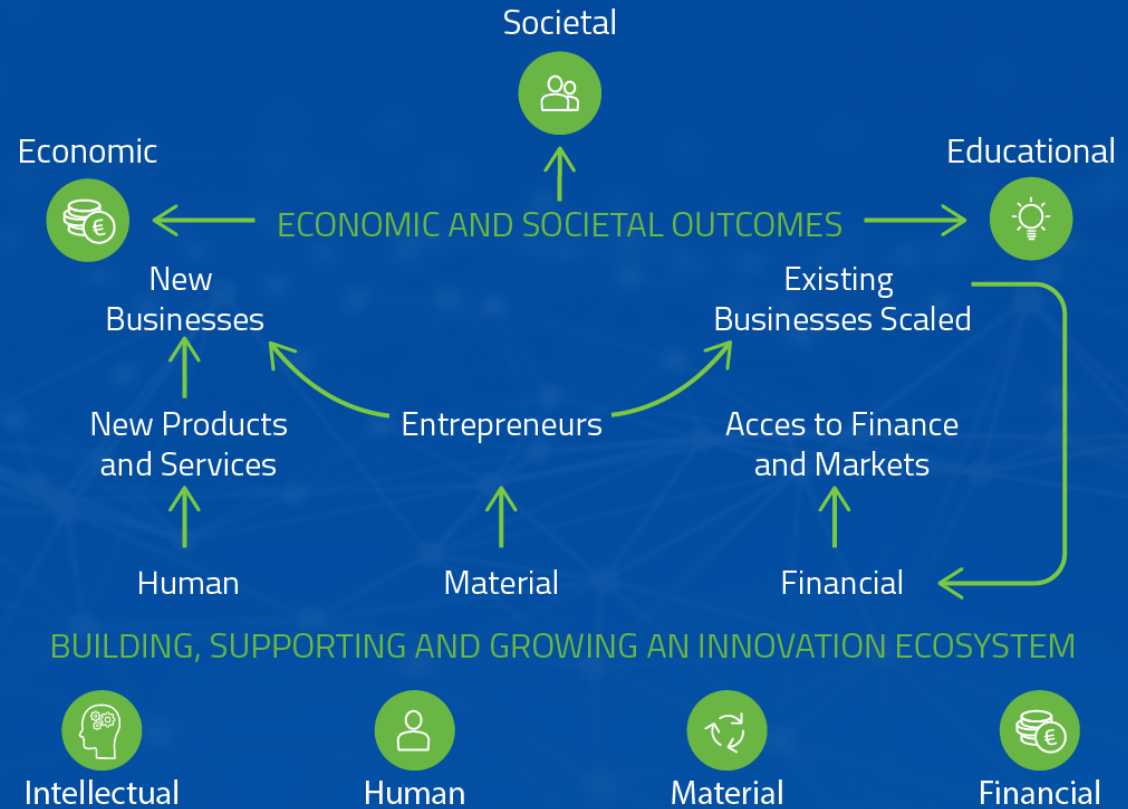 Societal
Economic
Educational
ECONOMIC AND SOCIETAL OUTCOMES
New
Businesses
Existing
Businesses Scaled
New Products
and Services
Entrepreneurs
Acces to Finance
and Markets
Human
Material
Financial
BUILDING, SUPPORTING AND GROWING AN INNOVATION ECOSYSTEM
Intellectual
Human
Material
Financial